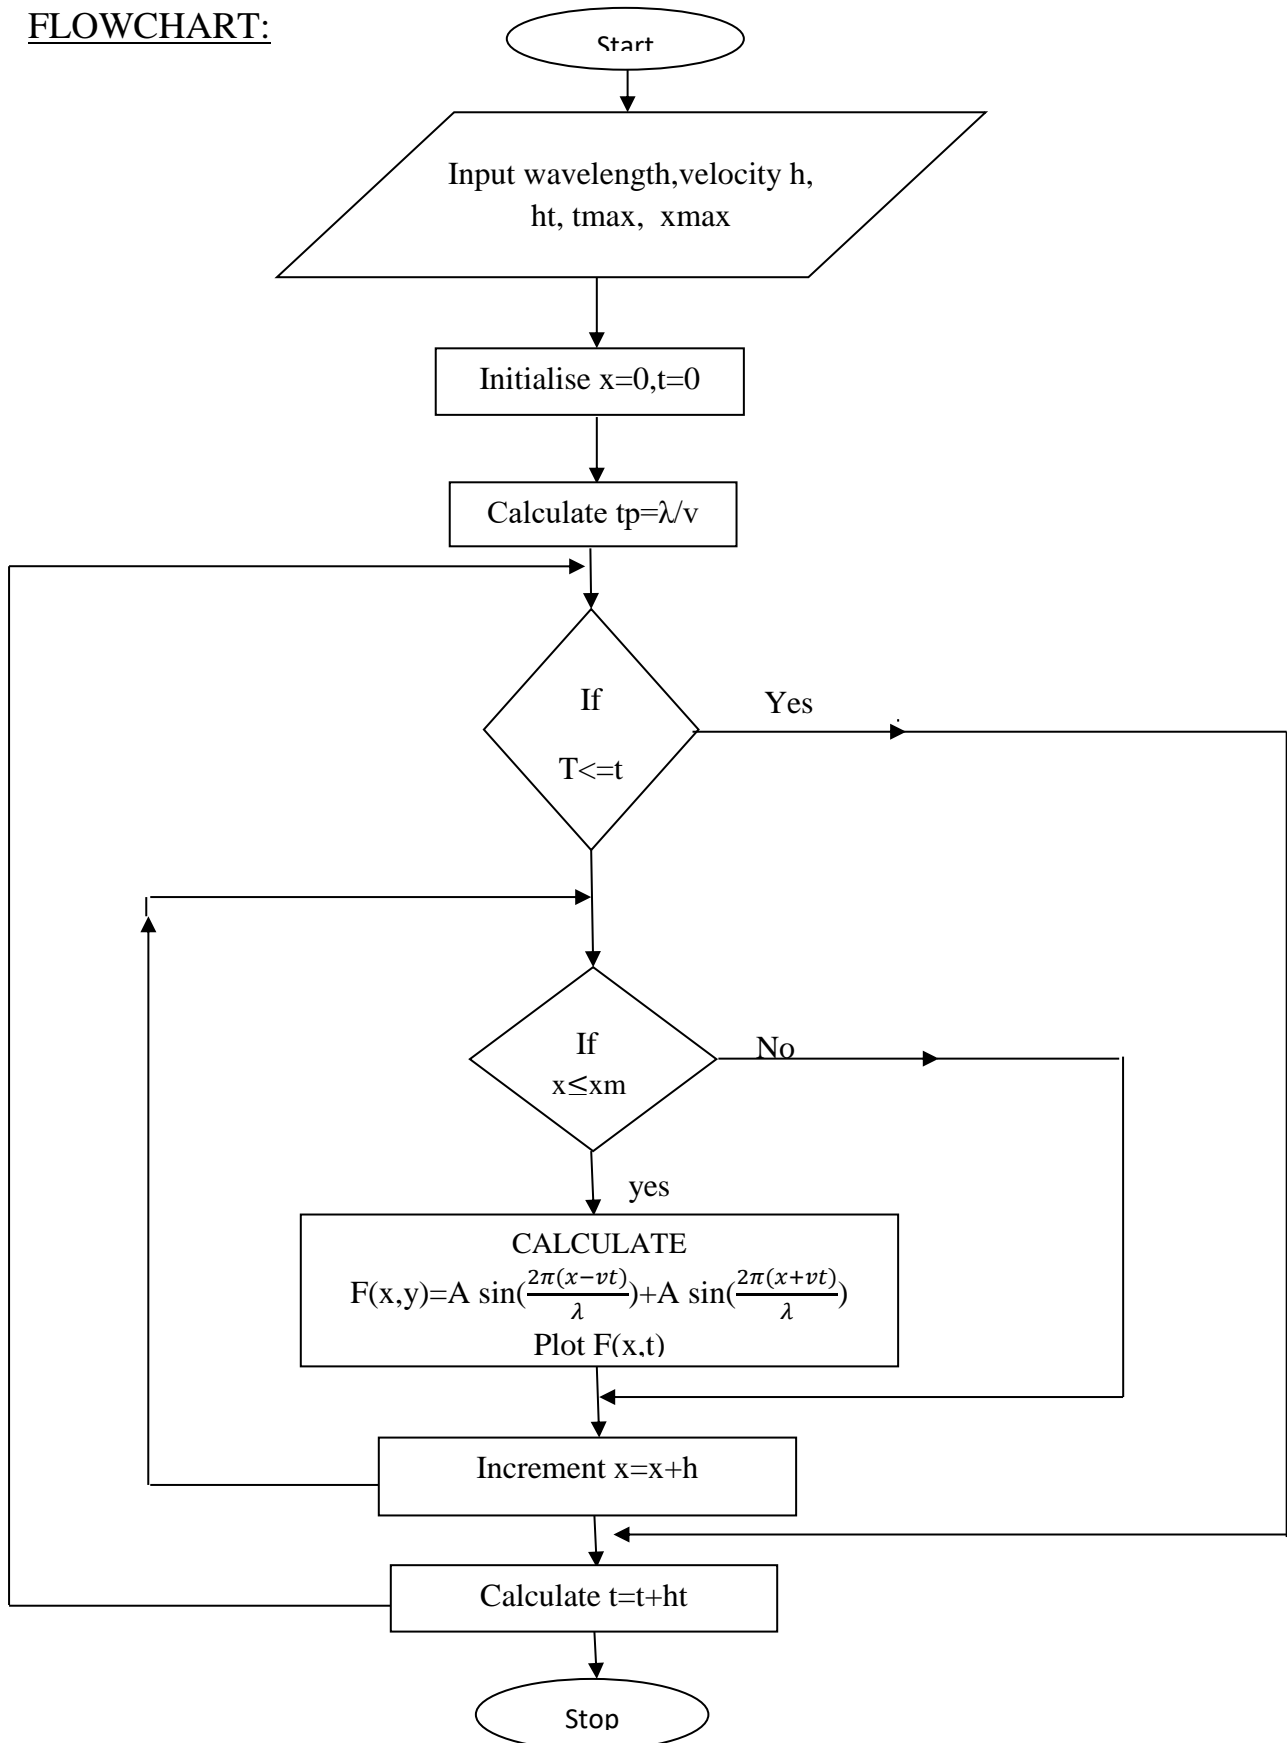 FLOWCHART:
Start
Input wavelength,velocity h,
ht, tmax, xmax
Initialise x=0,t=0
Calculate tp=λ/v
If
Yes
T<=t
If
No
x≤xm
yes
CALCULATE
F(x,y)=A sin(2π(x−vt)/λ)+A sin(2π(x+vt)/λ)
Plot F(x,t)
Increment x=x+h
Calculate t=t+ht
Stop